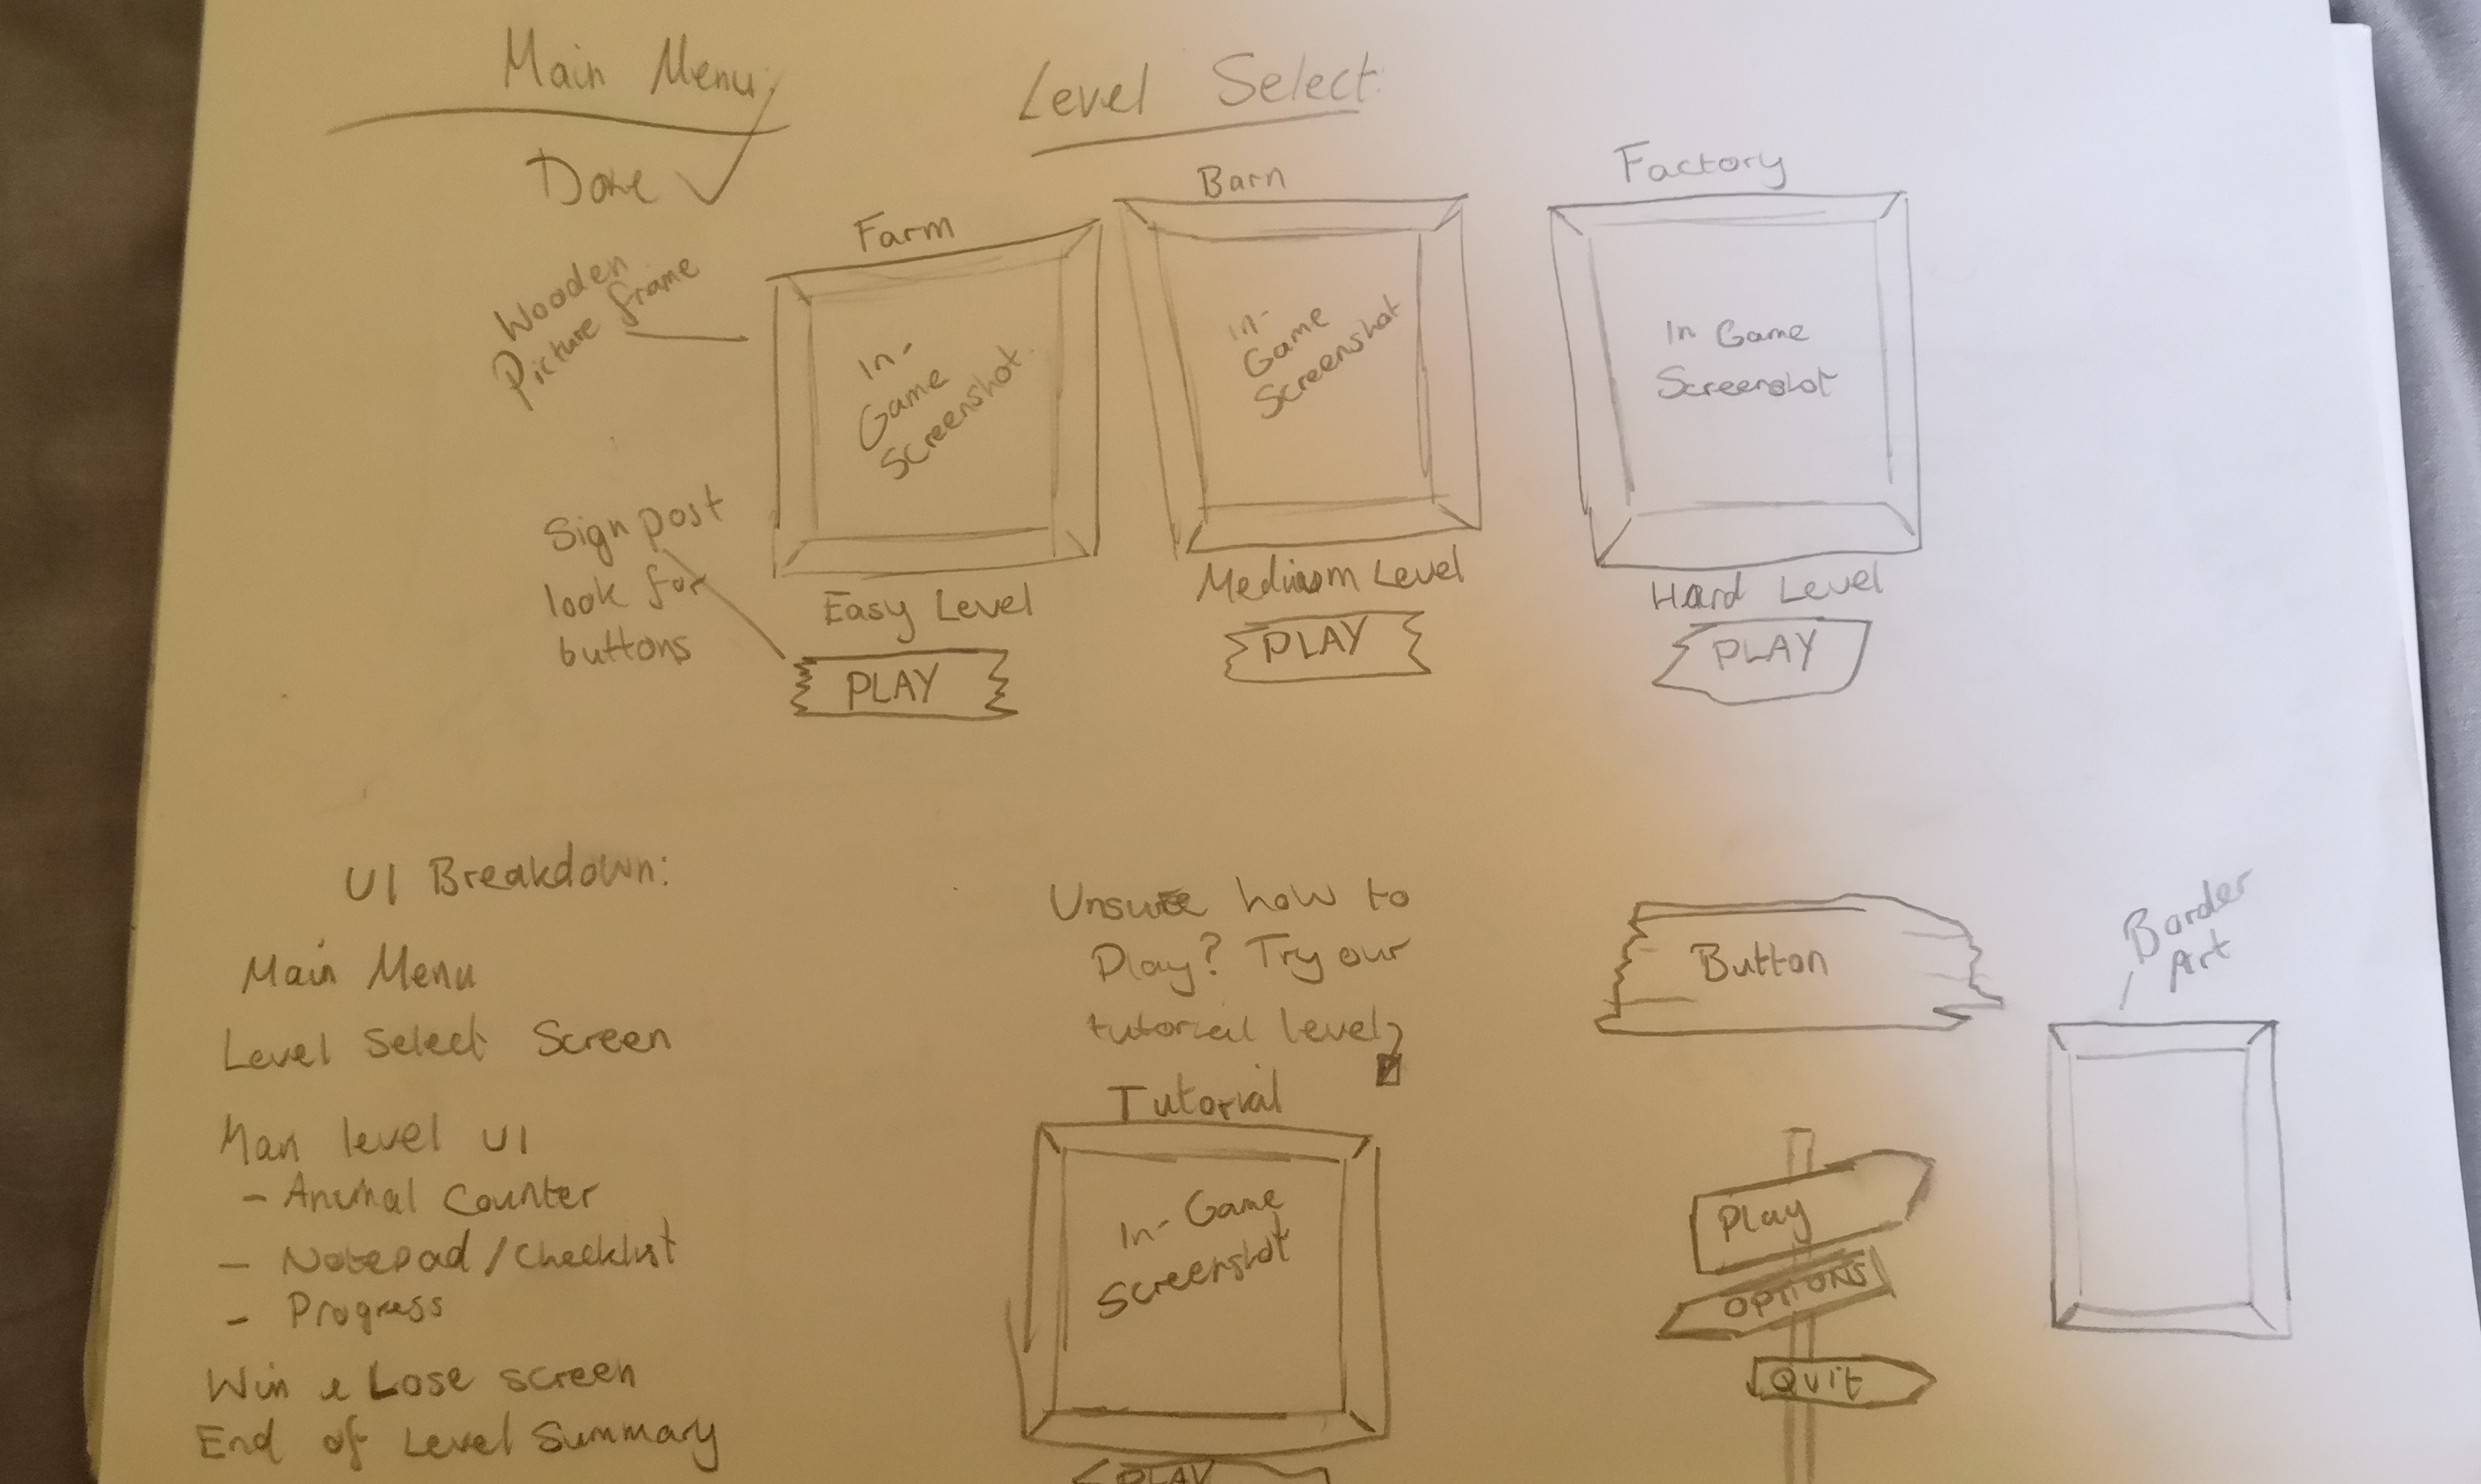 Main Menu
Done
Level Select:
Farm
Barn
Factory
Wooden
Picture frame
In-
Game
Screenshot
In-
Game
Screenshot
In Game
Screenshot
Sign post
look for
buttons
Easy Level
Medium Level
Hard Level
PLAY
PLAY
PLAY
UI Breakdown:
Main Menu
Level Select Screen
Man level UI
- Animal Counter
- Notepad/Checklist
- Progress
Win & Lose screen
End of Level Summary
Unsure how to
Play? Try our
tutorial level
Tutorial
In-Game
Screenshot
PLAY
Button
Border
Art
Play
OPTIONS
Quit